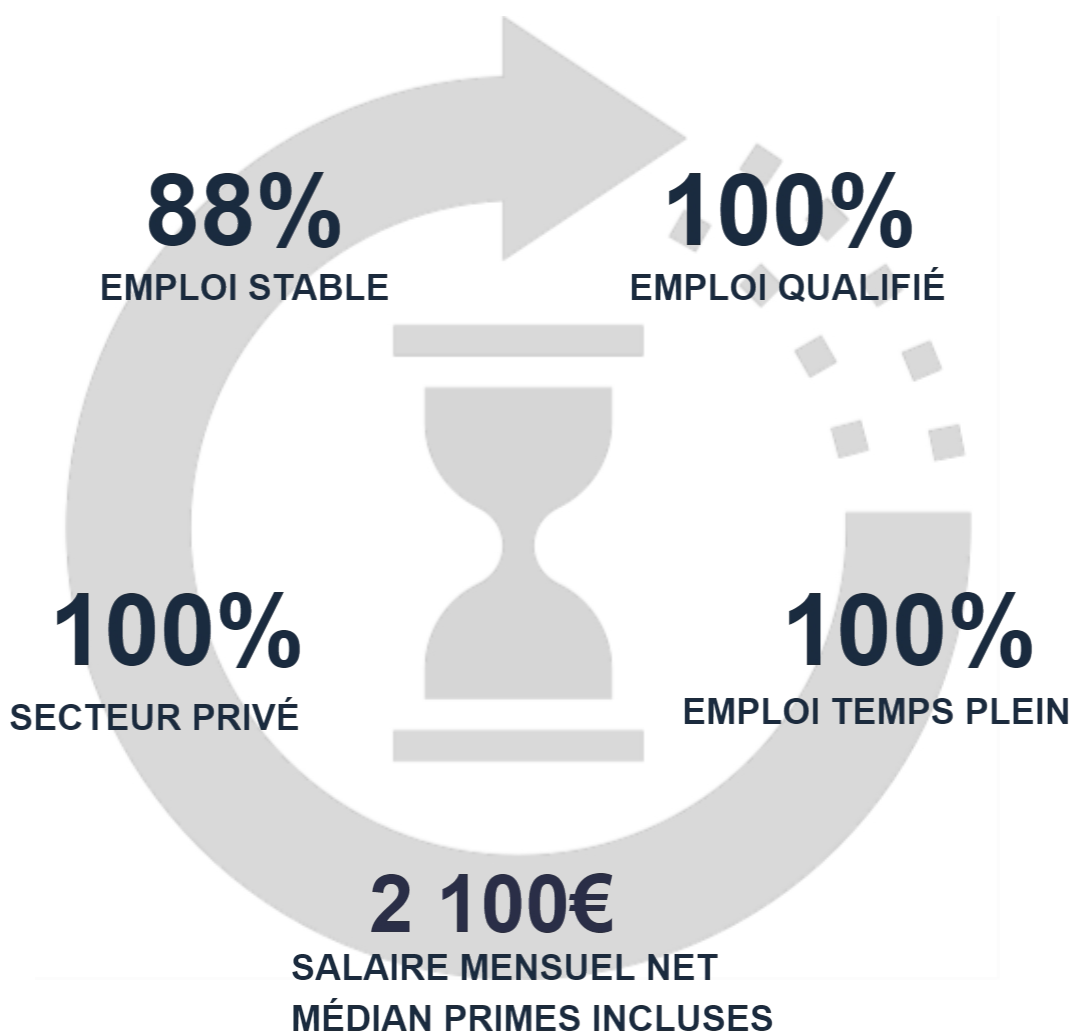 88%
EMPLOI STABLE
100%
EMPLOI QUALIFIÉ
100%
SECTEUR PRIVÉ
100%
EMPLOI TEMPS PLEIN
2 100€
SALAIRE MENSUEL NET
MÉDIAN PRIMES INCLUSES